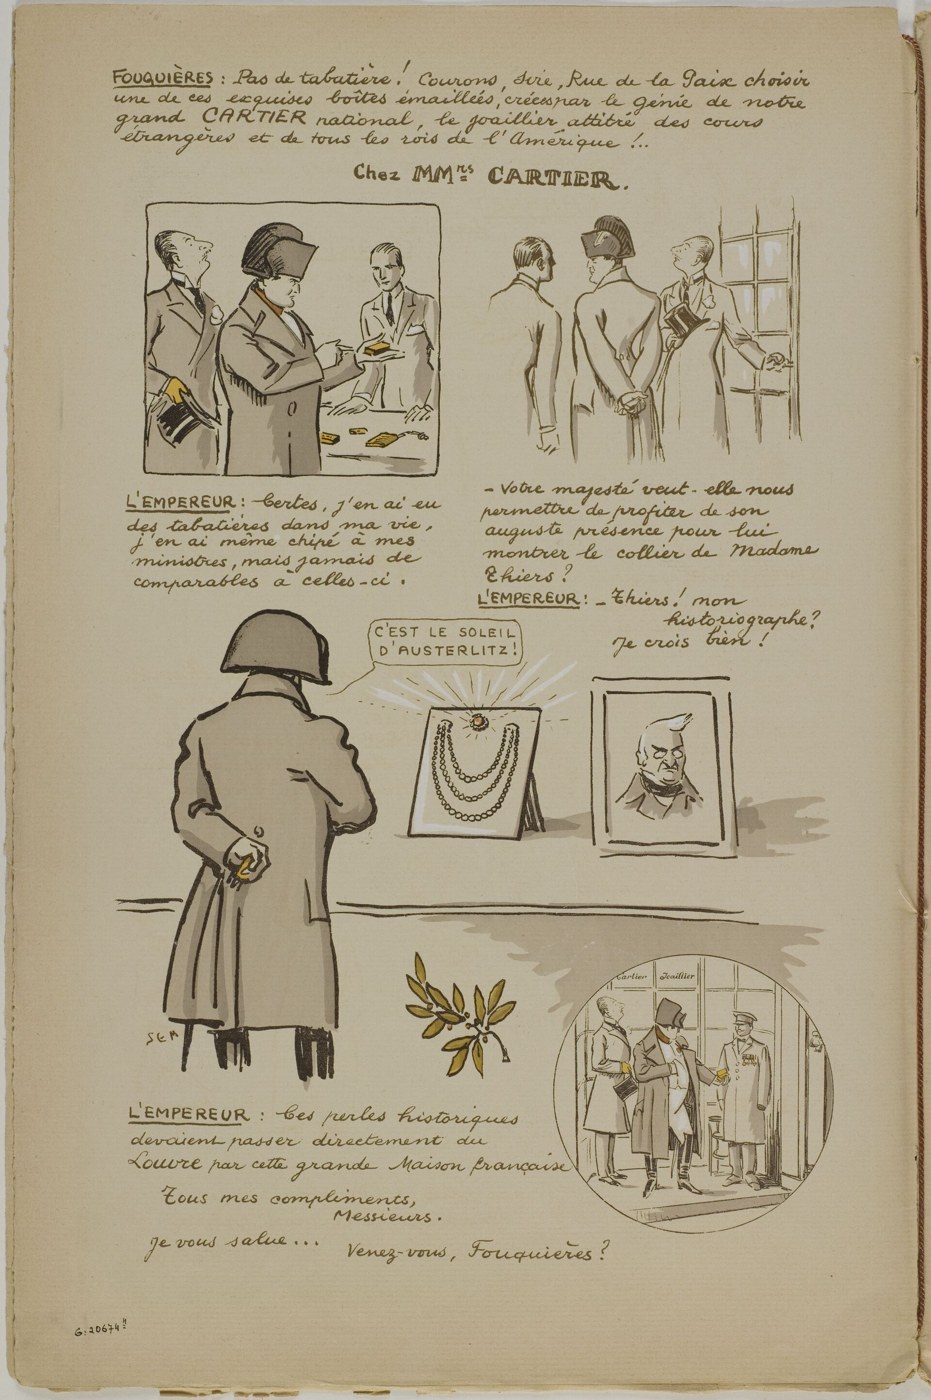 FOUQUIÈRES : Pas de tabatière ! Courons, Sire, Rue de la Paix choisir
une de ces exquises boîtes émaillées, créées par le génie de notre
grand CARTIER national, le joaillier attitré des cours
étrangères et de tous les rois de l'Amérique !..
Chez MMrs CARTIER.
L'EMPEREUR : Certes, j'en ai eu
des tabatières dans ma vie,
j'en ai même chipé à mes
ministres, mais jamais de
comparables à celles-ci.
- Votre majesté veut-elle nous
permettre de profiter de son
auguste présence pour lui
montrer le collier de Madame
Thiers ?
L'EMPEREUR : - Thiers ! mon
historiographe ?
Je crois bien !
C'EST LE SOLEIL
D'AUSTERLITZ !
SEM
Cartier Joaillier
L'EMPEREUR : Ces perles historiques
devaient passer directement du
Louvre par cette grande Maison française
Tous mes compliments,
Messieurs.
Je vous salue... Venez-vous, Fouquières ?
G. 20674 II